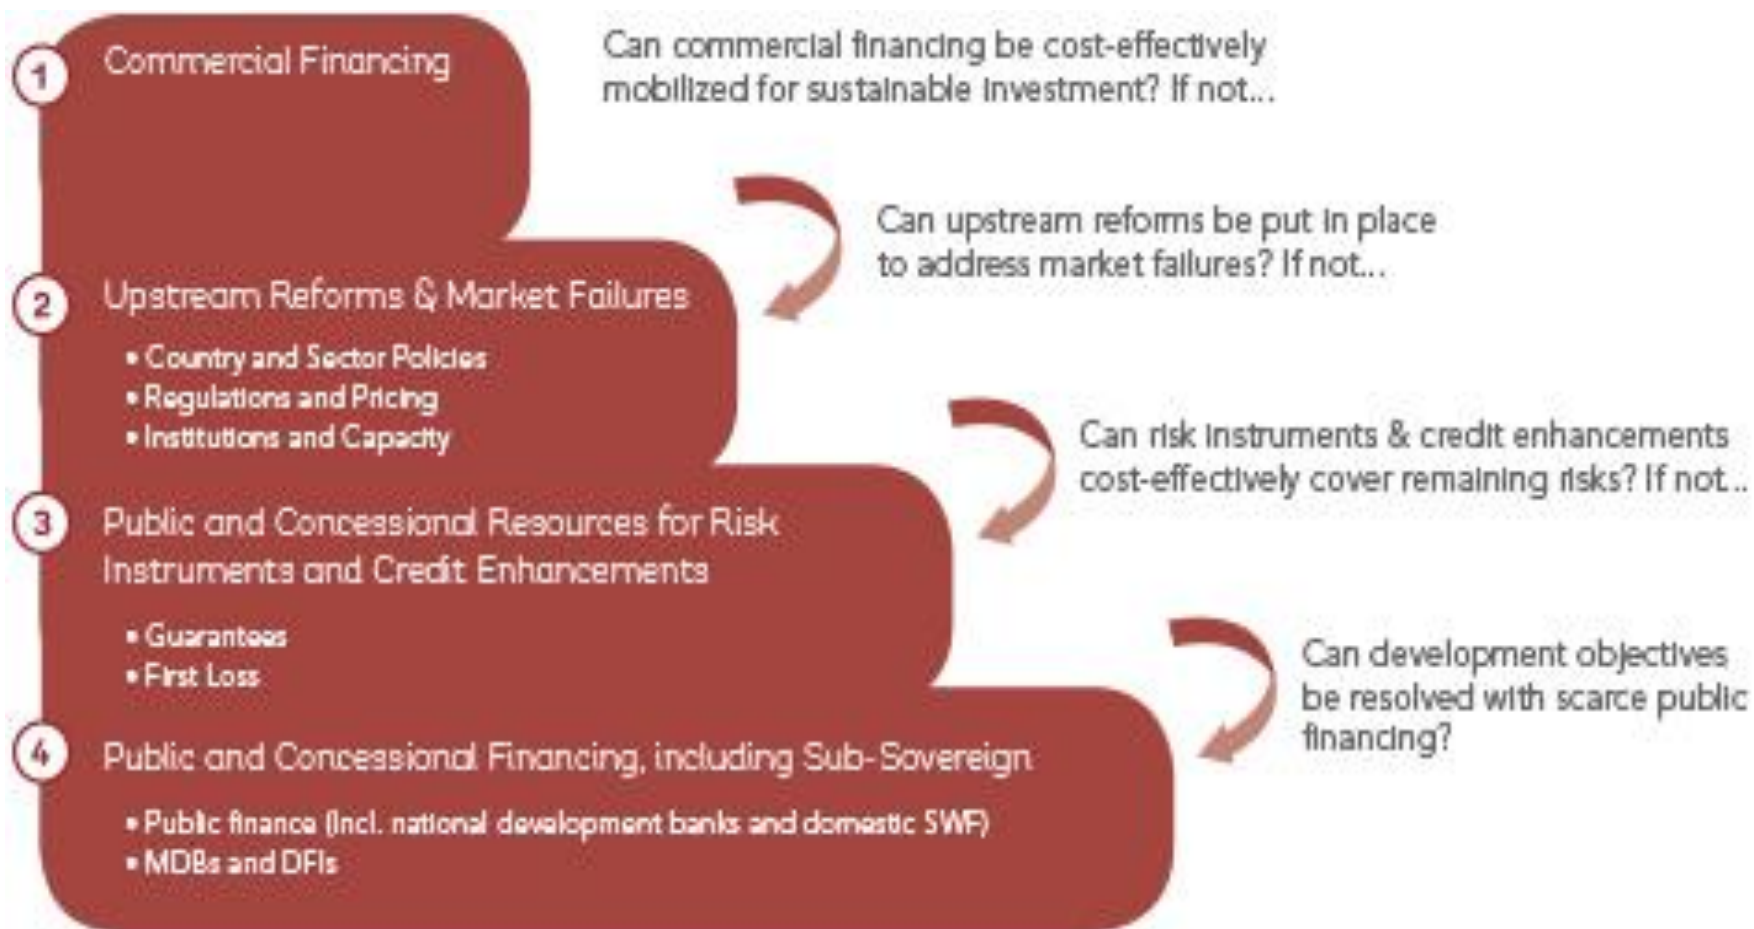 1
Commercial Financing
Can commercial financing be cost-effectively
mobilized for sustainable investment? If not...
Can upstream reforms be put in place
to address market failures? If not...
2
Upstream Reforms & Market Failures
• Country and Sector Policies
• Regulations and Pricing
• Institutions and Capacity
Can risk instruments & credit enhancements
cost-effectively cover remaining risks? If not...
3
Public and Concessional Resources for Risk
Instruments and Credit Enhancements
• Guarantees
• First Loss
Can development objectives
be resolved with scarce public
financing?
4
Public and Concessional Financing, including Sub-Sovereign
• Public finance (incl. national development banks and domestic SWF)
• MDBs and DFIs